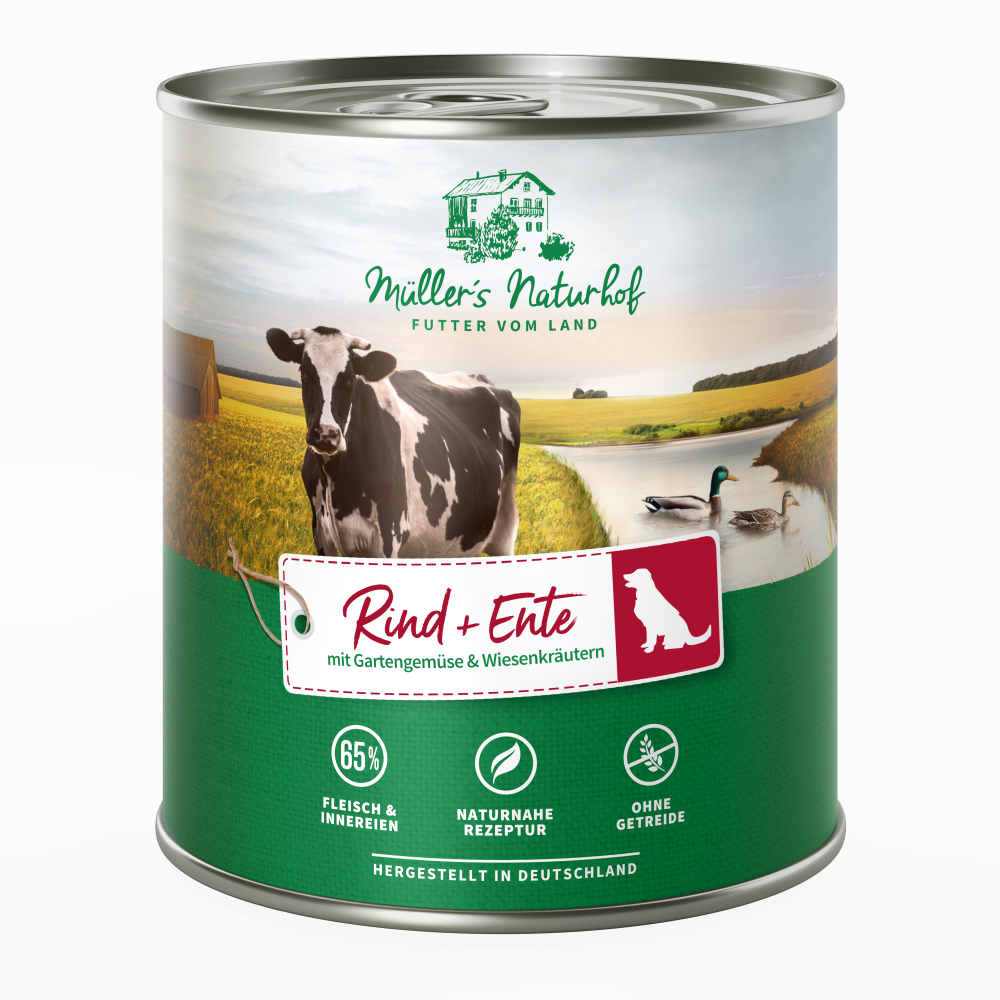 Müller's Naturhof
FUTTER VOM LAND
Rind + Ente
mit Gartengemüse & Wiesenkräutern
65%
FLEISCH &
INNEREIEN
NATURNAHE
REZEPTUR
OHNE
GETREIDE
HERGESTELLT IN DEUTSCHLAND